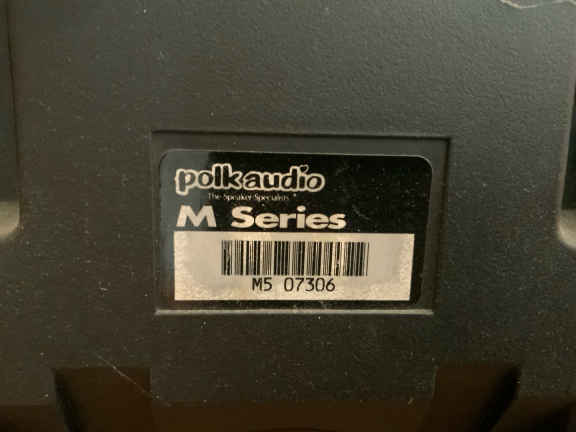 polkaudio
The Speaker Specialists
M Series
M5 07306